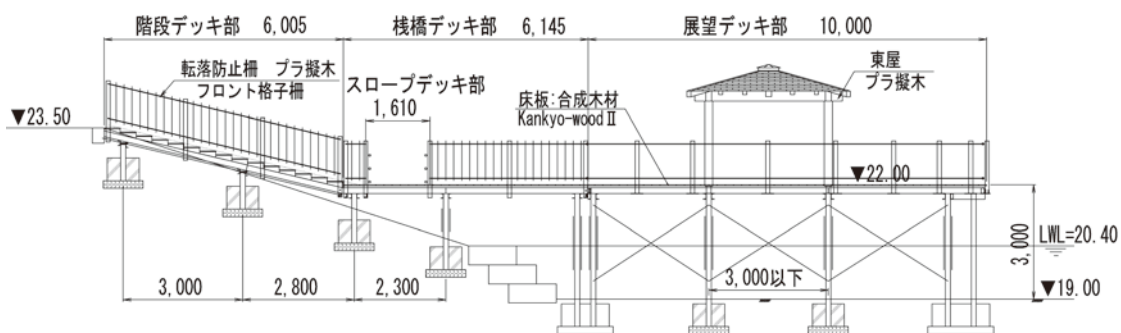 階段デッキ部 6,005
桟橋デッキ部 6,145
展望デッキ部 10,000
転落防止柵 プラ擬木
フロント格子柵
スロープデッキ部
1,610
床板:合成木材
Kankyo-woodⅡ
東屋
プラ擬木
▼23.50
▼22.00
LWL=20.40
3,000
3,000以下
▼19.00
3,000
2,800
2,300